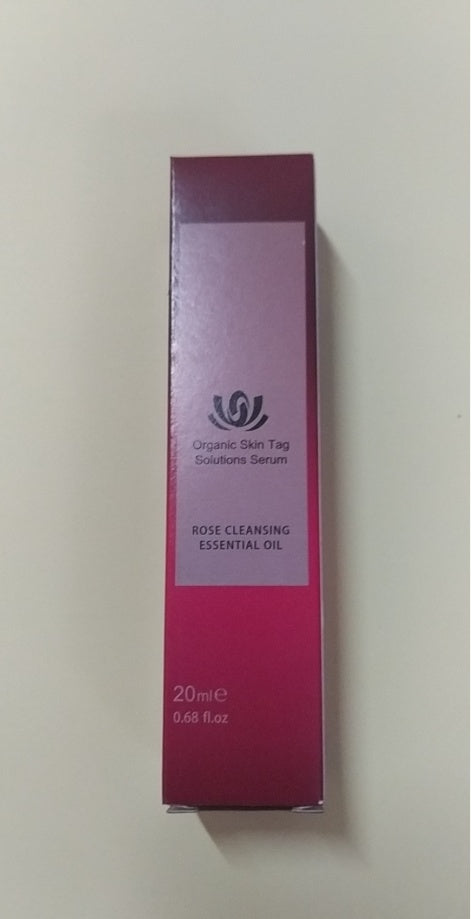 Organic Skin Tag
Solutions Serum
ROSE CLEANSING
ESSENTIAL OIL
20ml℮
0.68 fl.oz